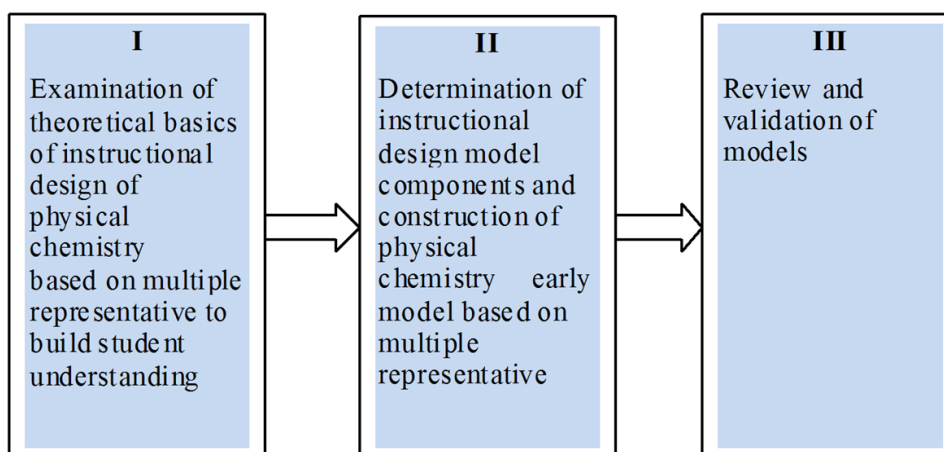 I
Examination of
theoretical basics
of instructional
design of
physical
chemistry
based on multiple
representative to
build student
understanding
II
Determination of
instructional
design model
components and
construction of
physical
chemistry early
model based on
multiple
representative
III
Review and
validation of
models